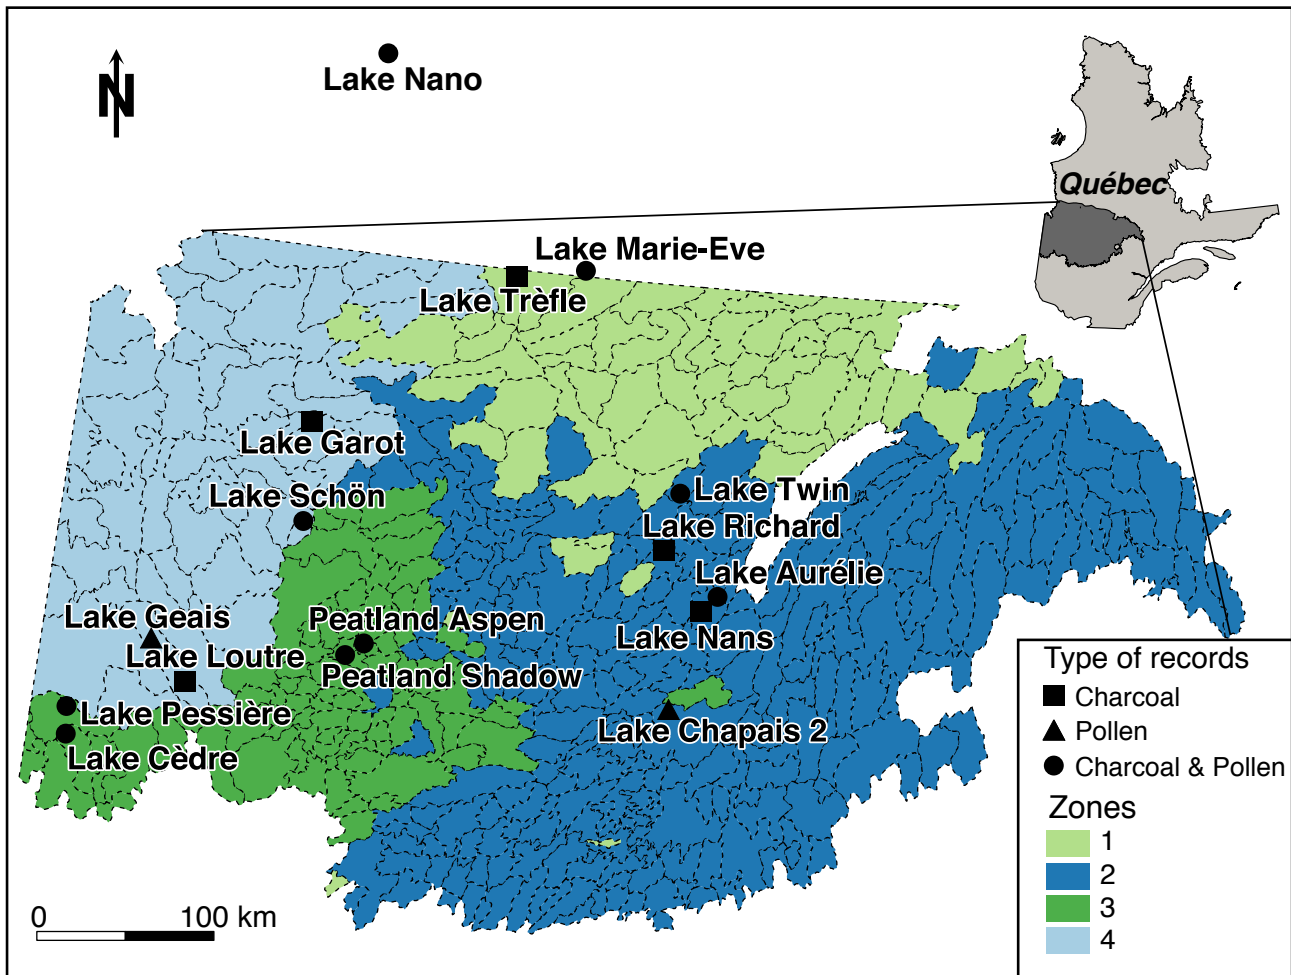 Lake Nano
N
Québec
Lake Marie-Eve
Lake Trèfle
Lake Garot
Lake Schön
Lake Twin
Lake Richard
Lake Aurélie
Lake Geais
Peatland Aspen
Lake Nans
Lake Loutre
Peatland Shadow
Lake Pessière
Lake Chapais 2
Lake Cèdre
Type of records
Charcoal
Pollen
Charcoal & Pollen
Zones
1
2
3
4
0 100 km